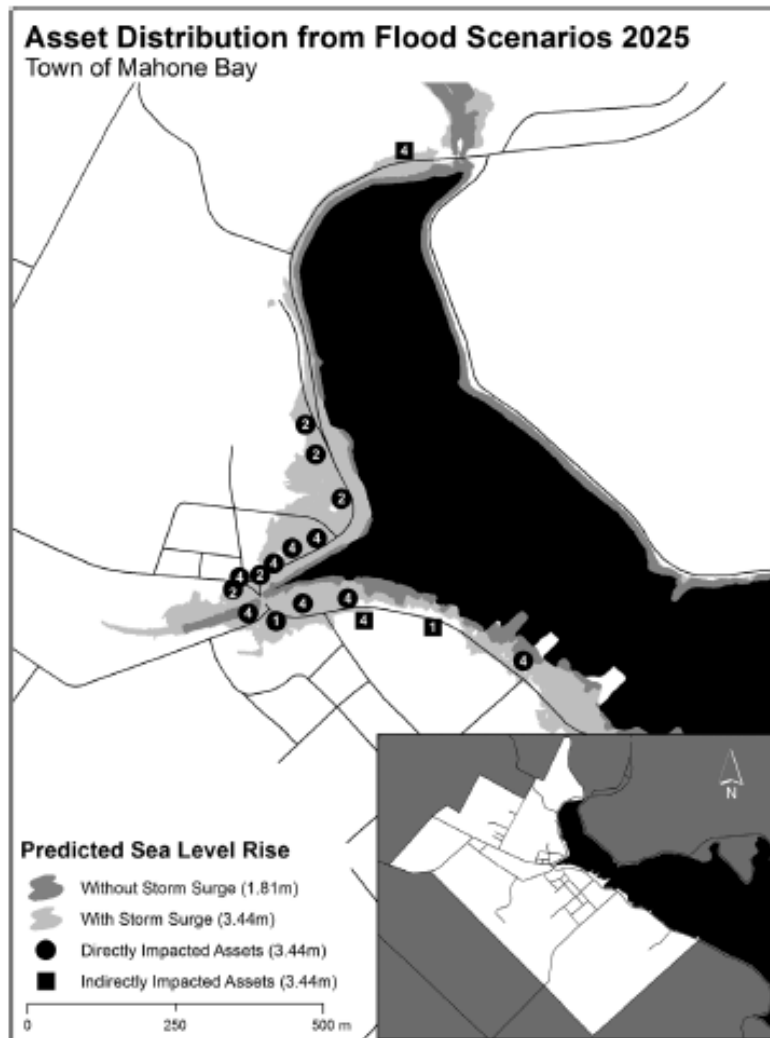 Asset Distribution from Flood Scenarios 2025
Town of Mahone Bay
4
2
2
2
4
4
4
2
4
2
4
4
4
1
4
1
4
N
Predicted Sea Level Rise
Without Storm Surge (1.81m)
With Storm Surge (3.44m)
Directly Impacted Assets (3.44m)
Indirectly Impacted Assets (3.44m)
0 250 500 m